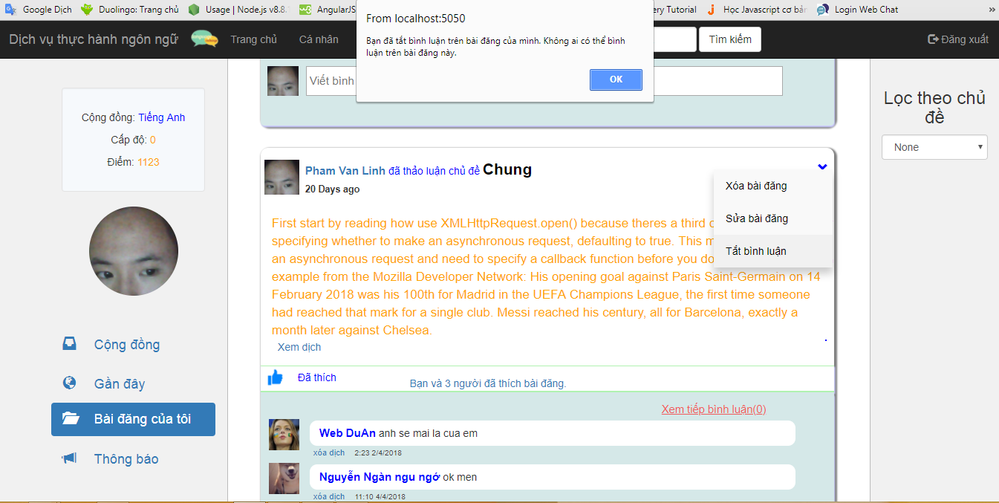 Google Dịch
Duolingo: Trang chủ
Usage | Node.js v8.8.
AngularJS
ery Tutorial
Học Javascript cơ bản
Login Web Chat
»
From localhost:5050
Bạn đã tắt bình luận trên bài đăng của mình. Không ai có thể bình
luận trên bài đăng này.
OK
Dịch vụ thực hành ngôn ngữ
Trang chủ
Cá nhân
Tìm kiếm
Đăng xuất
Cộng đồng: Tiếng Anh
Cấp độ: 0
Điểm: 1123
Cộng đồng
Gần đây
Bài đăng của tôi
Thông báo
Viết bình
Pham Van Linh đã thảo luận chủ đề Chung
20 Days ago
Xóa bài đăng
Sửa bài đăng
Tắt bình luận
First start by reading how use XMLHttpRequest.open() because theres a third
specifying whether to make an asynchronous request, defaulting to true. This
an asynchronous request and need to specify a callback function before you do
example from the Mozilla Developer Network: His opening goal against Paris Saint-Germain on 14
February 2018 was his 100th for Madrid in the UEFA Champions League, the first time someone
had reached that mark for a single club. Messi reached his century, all for Barcelona, exactly a
month later against Chelsea.
Xem dịch
Đã thích
Bạn và 3 người đã thích bài đăng.
Xem tiếp bình luận(0)
Web DuAn anh se mai la cua em
xóa dịch 2:23 2/4/2018
Nguyễn Ngàn ngu ngớ ok men
xóa dịch 11:10 4/4/2018
Lọc theo chủ
đề
None